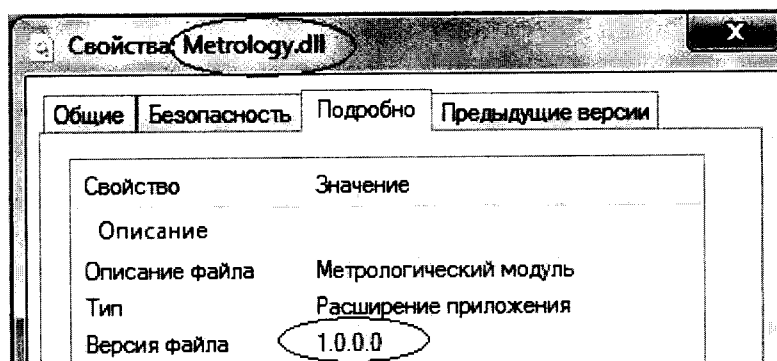 Свойства: Metrology.dll
X
Общие Безопасность Подробно Предыдущие версии
Свойство Значение
Описание
Описание файла Метрологический модуль
Тип Расширение приложения
Версия файла 1.0.0.0